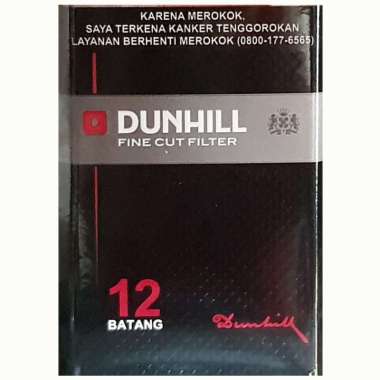 KARENA MEROKOK,
SAYA TERKENA KANKER TENGGOROKAN
LAYANAN BERHENTI MEROKOK (0800-177-6565)
DUNHILL
FINE CUT FILTER
12
BATANG
Dunhill